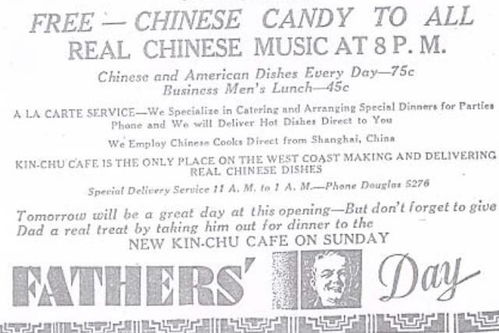 FREE — CHINESE CANDY TO ALL
REAL CHINESE MUSIC AT 8 P. M.
Chinese and American Dishes Every Day—75c
Business Men's Lunch—45c
A LA CARTE SERVICE—We Specialize in Catering and Arranging Special Dinners for Parties
Phone and We will Deliver Hot Dishes Direct to You
We Employ Chinese Cooks Direct from Shanghai, China
KIN-CHU CAFE IS THE ONLY PLACE ON THE WEST COAST MAKING AND DELIVERING
REAL CHINESE DISHES
Special Delivery Service 11 A. M. to 1 A. M.—Phone Douglas 5276
Tomorrow will be a great day at this opening—But don't forget to give
Dad a real treat by taking him out for dinner to the
NEW KIN-CHU CAFE ON SUNDAY
FATHERS' Day